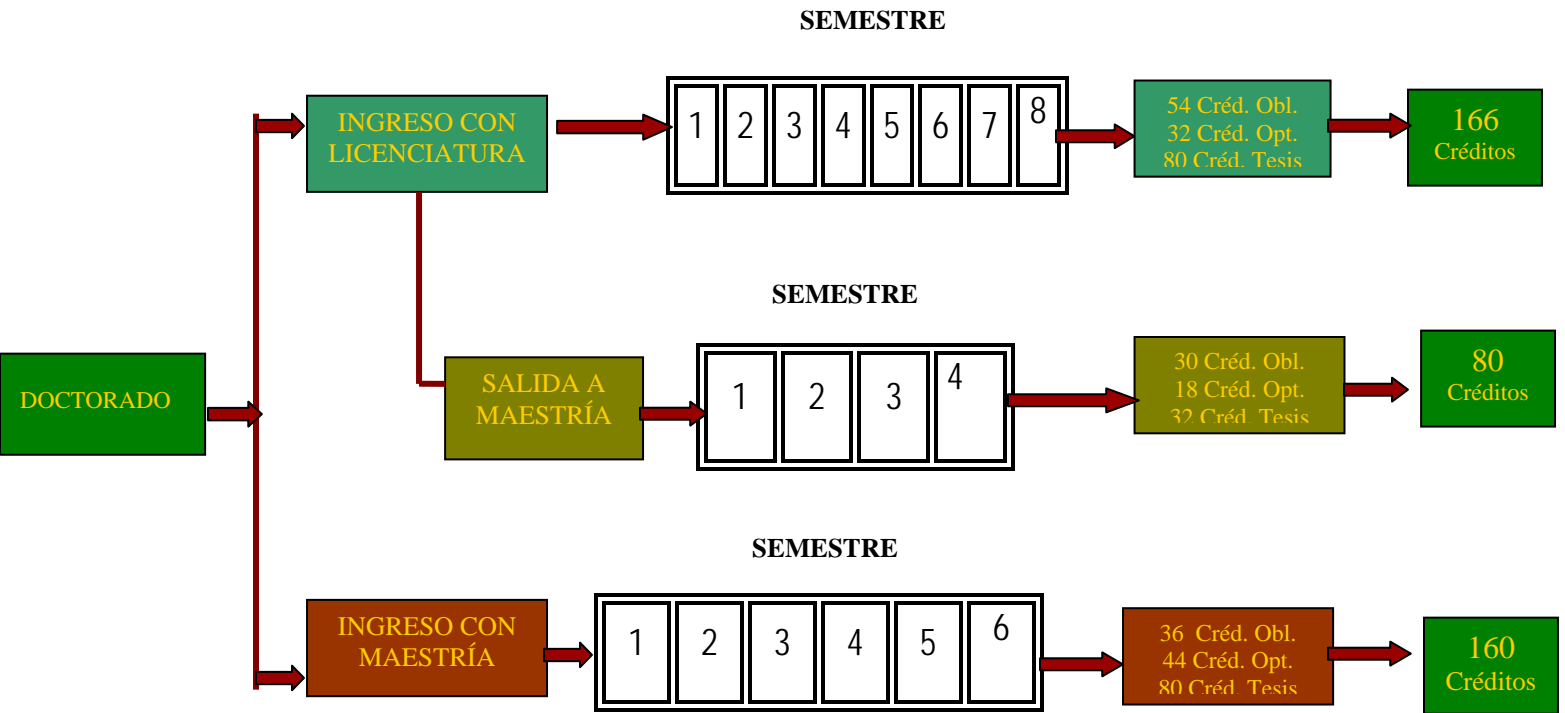 SEMESTRE
INGRESO CON
LICENCIATURA
1 2 3 4 5 6 7 8
54 Créd. Obl.
32 Créd. Opt.
80 Créd. Tesis
166
Créditos
SEMESTRE
DOCTORADO
SALIDA A
MAESTRÍA
1 2 3 4
30 Créd. Obl.
18 Créd. Opt.
32 Créd. Tesis
80
Créditos
SEMESTRE
INGRESO CON
MAESTRÍA
1 2 3 4 5 6
36 Créd. Obl.
44 Créd. Opt.
80 Créd. Tesis
160
Créditos